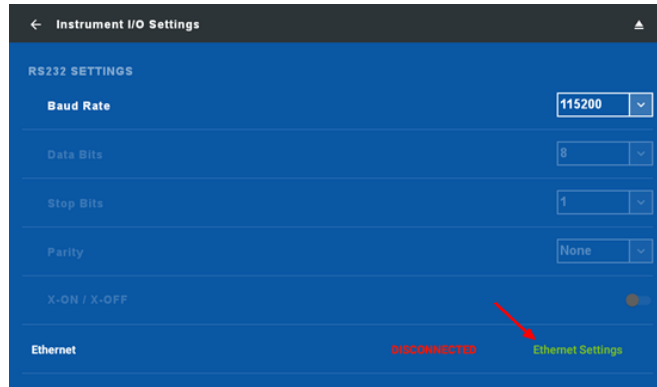 Instrument I/O Settings
RS232 SETTINGS
Baud Rate 115200
Data Bits 8
Stop Bits 1
Parity None
X-ON / X-OFF
Ethernet DISCONNECTED Ethernet Settings